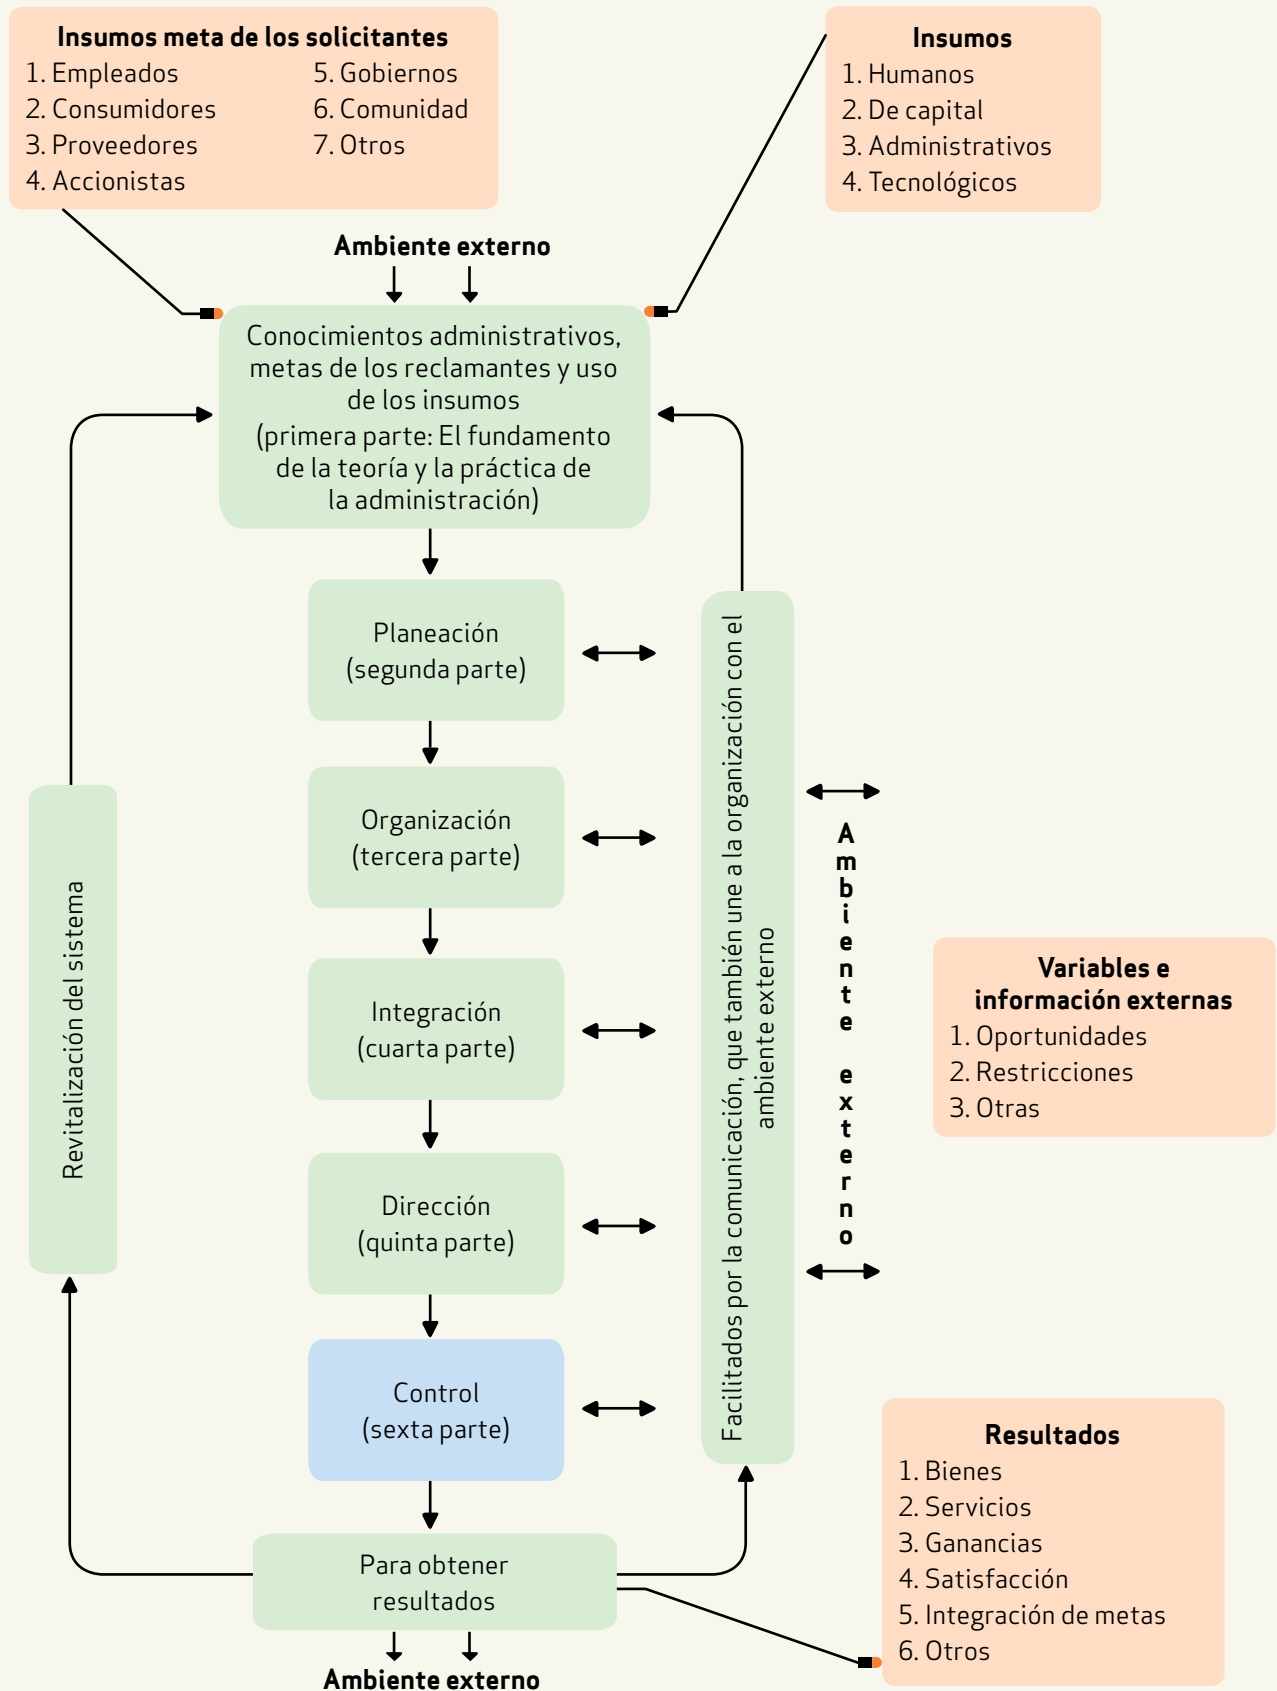 Insumos meta de los solicitantes
1. Empleados
2. Consumidores
3. Proveedores
4. Accionistas
5. Gobiernos
6. Comunidad
7. Otros
Insumos
1. Humanos
2. De capital
3. Administrativos
4. Tecnológicos
Ambiente externo
Conocimientos administrativos,
metas de los reclamantes y uso
de los insumos
(primera parte: El fundamento
de la teoría y la práctica de
la administración)
Planeación
(segunda parte)
Organización
(tercera parte)
Integración
(cuarta parte)
Dirección
(quinta parte)
Control
(sexta parte)
Para obtener
resultados
Ambiente externo
Revitalización del sistema
Facilitados por la comunicación, que también une a la organización con el
ambiente externo
Ambiente externo
Variables e
información externas
1. Oportunidades
2. Restricciones
3. Otras
Resultados
1. Bienes
2. Servicios
3. Ganancias
4. Satisfacción
5. Integración de metas
6. Otros